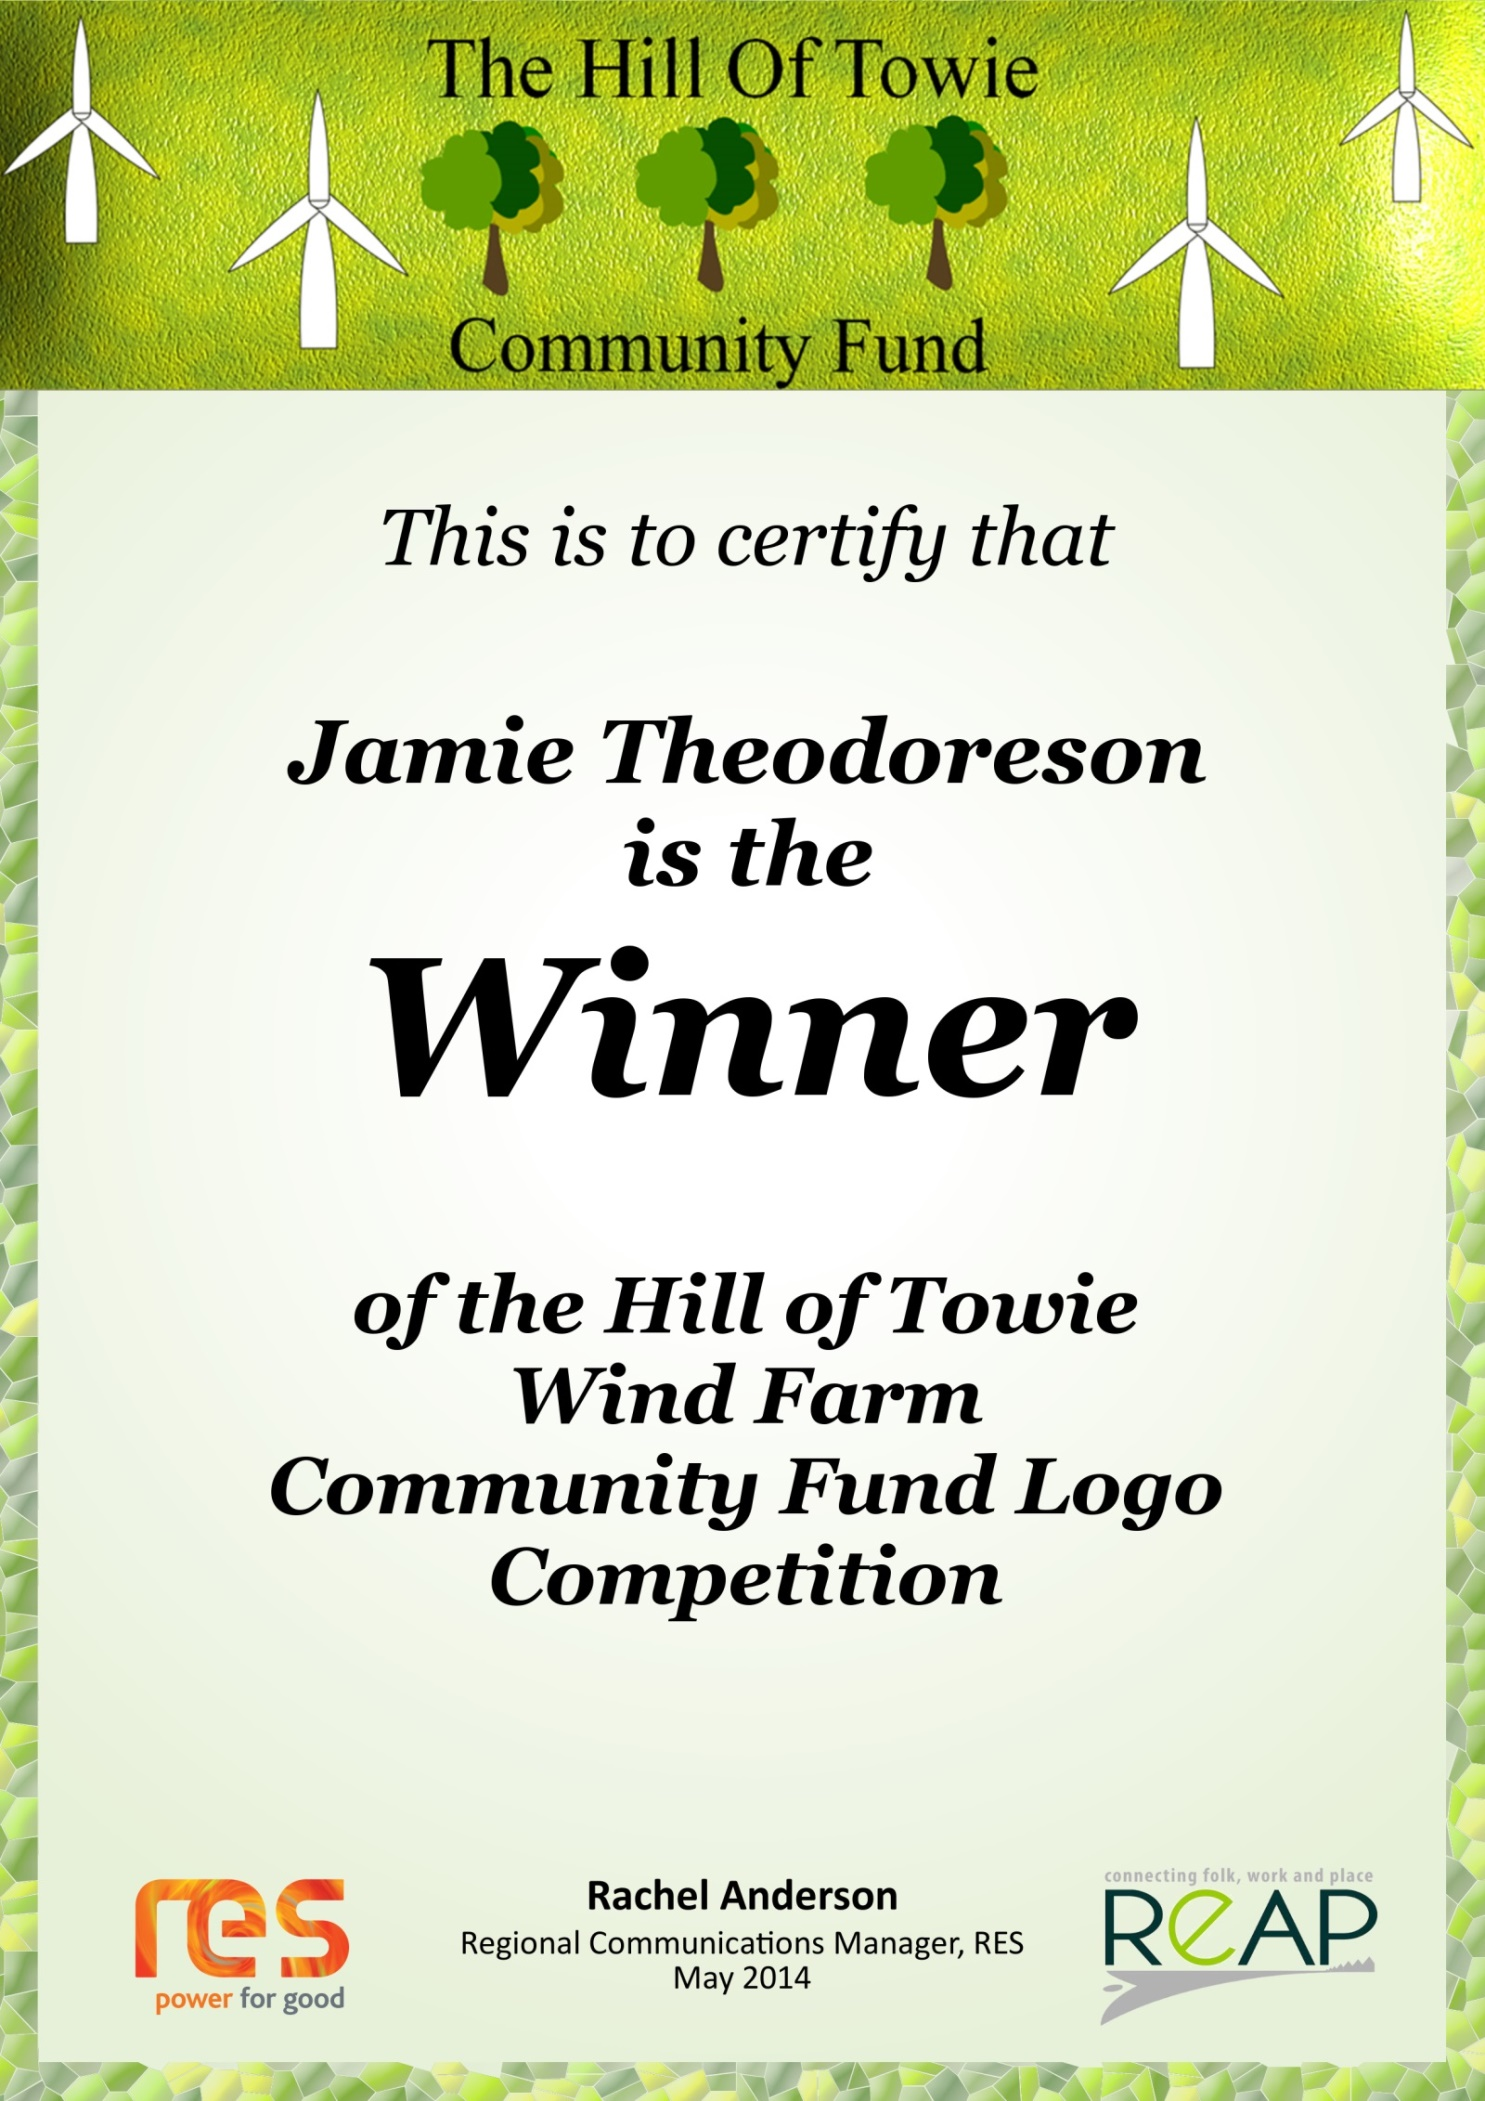 The Hill Of Towie
Community Fund
This is to certify that
Jamie Theodoreson
is the
Winner
of the Hill of Towie
Wind Farm
Community Fund Logo
Competition
res
power for good
Rachel Anderson
Regional Communications Manager, RES
May 2014
connecting folk, work and place
ReAP